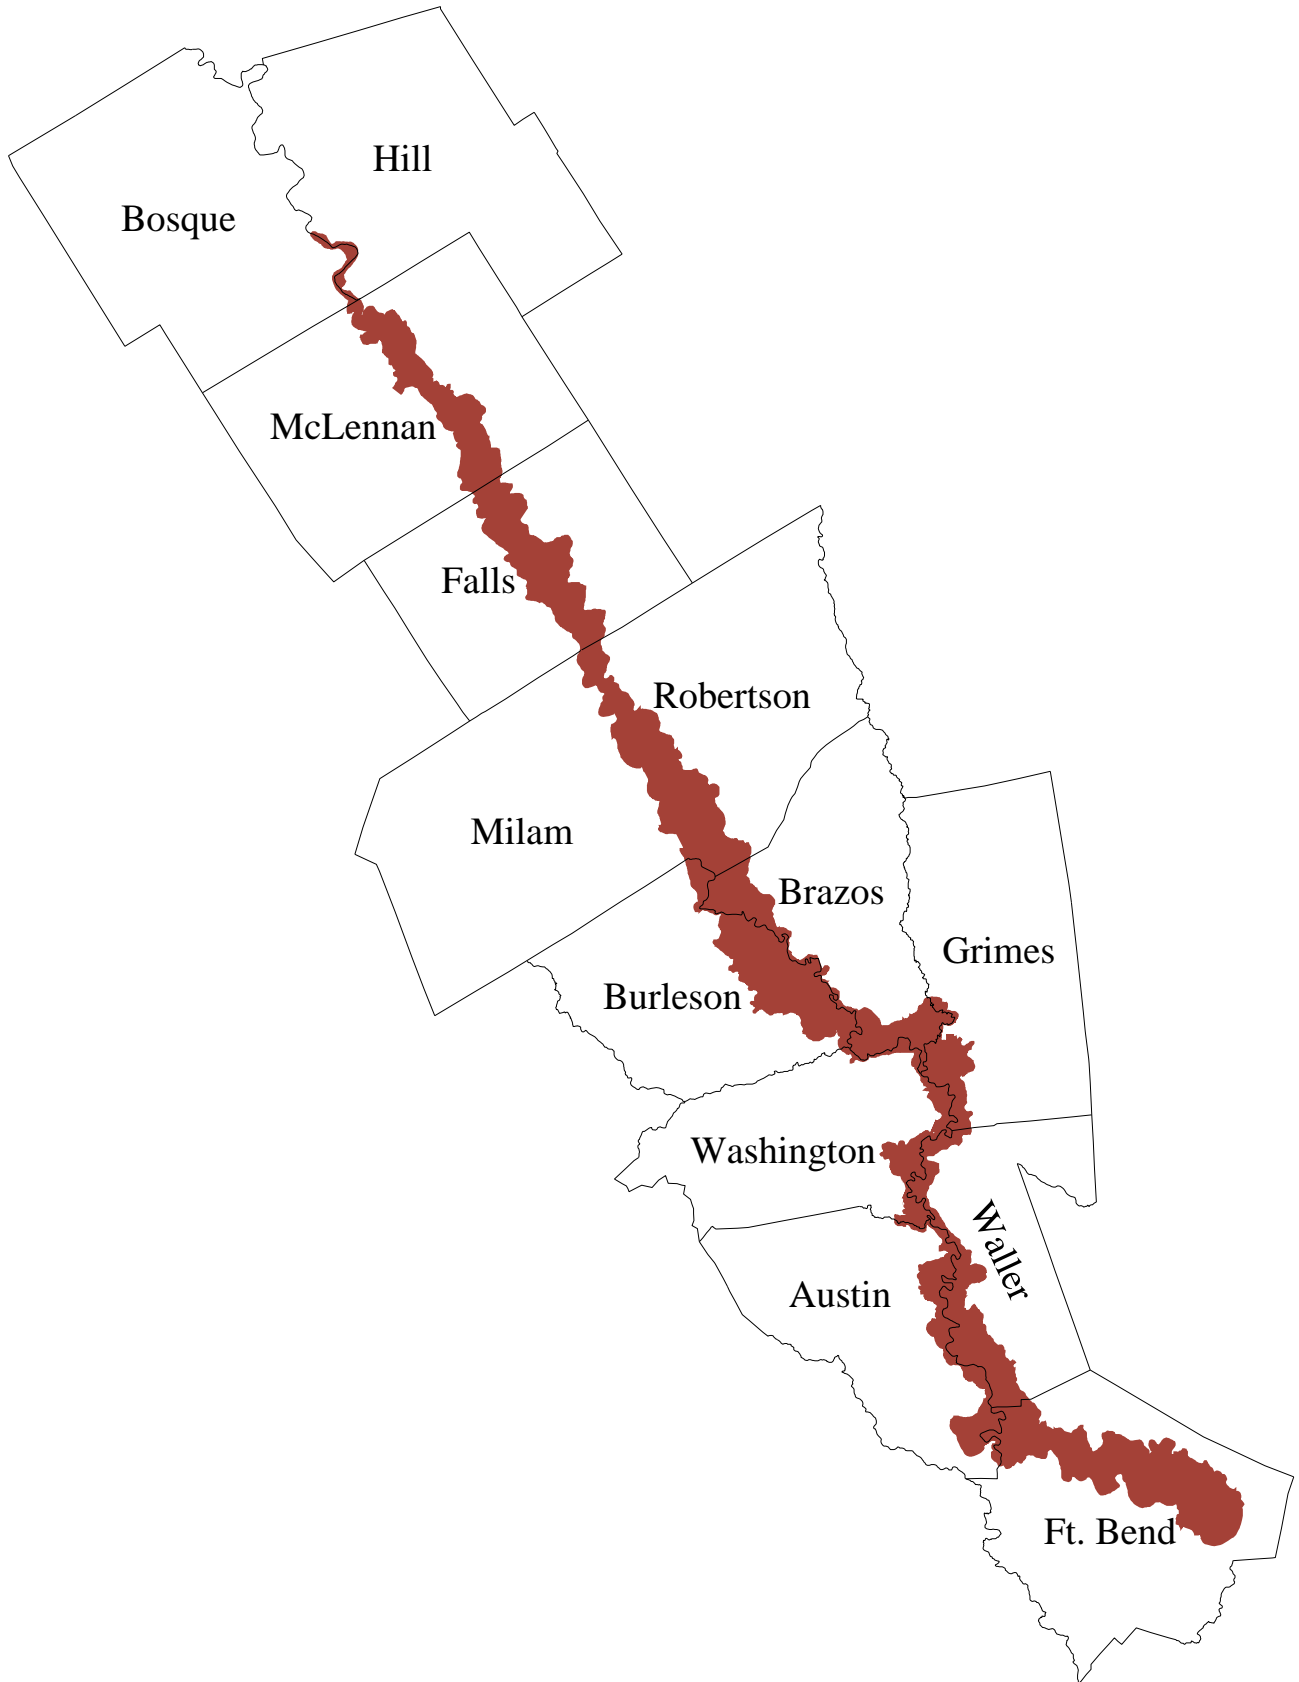 Hill
Bosque
McLennan
Falls
Robertson
Milam
Brazos
Grimes
Burleson
Washington
Waller
Austin
Ft. Bend